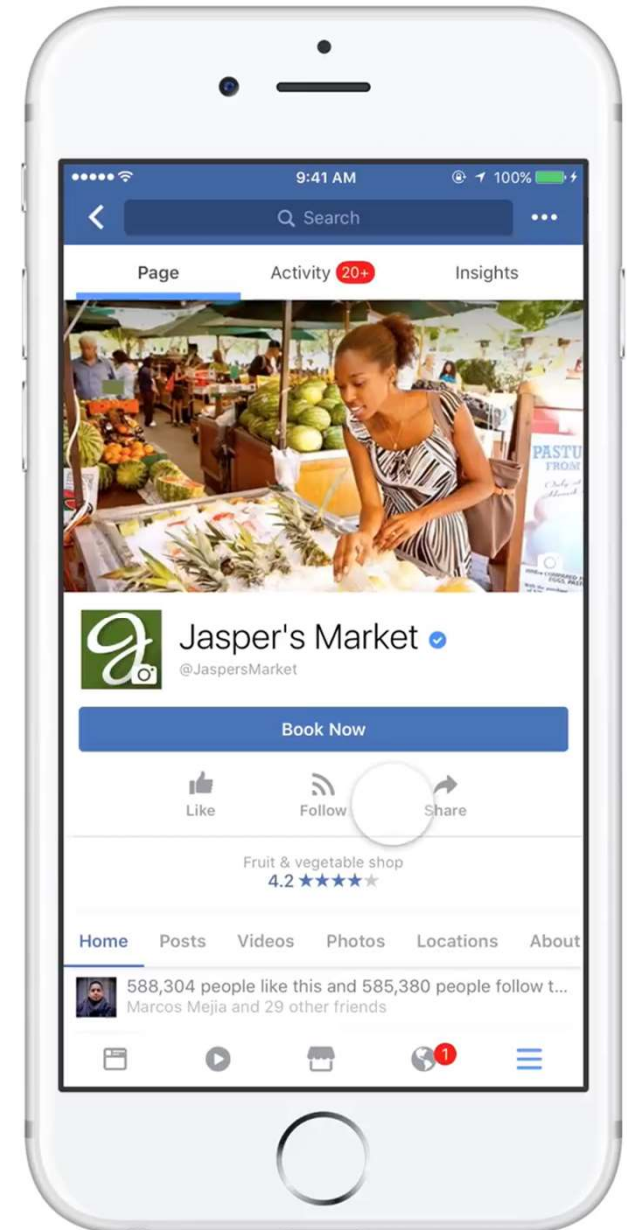 9:41 AM
100%
Search
Page
Activity 20+
Insights
PASTU
FROM
Jasper's Market
@JaspersMarket
Book Now
Like
Follow
Share
Fruit & vegetable shop
4.2
Home
Posts
Videos
Photos
Locations
About
588,304 people like this and 585,380 people follow t...
Marcos Mejia and 29 other friends
1